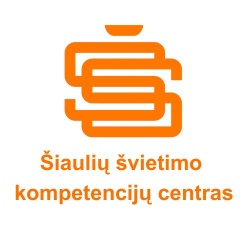 Šiaulių švietimo
kompetencijų centras